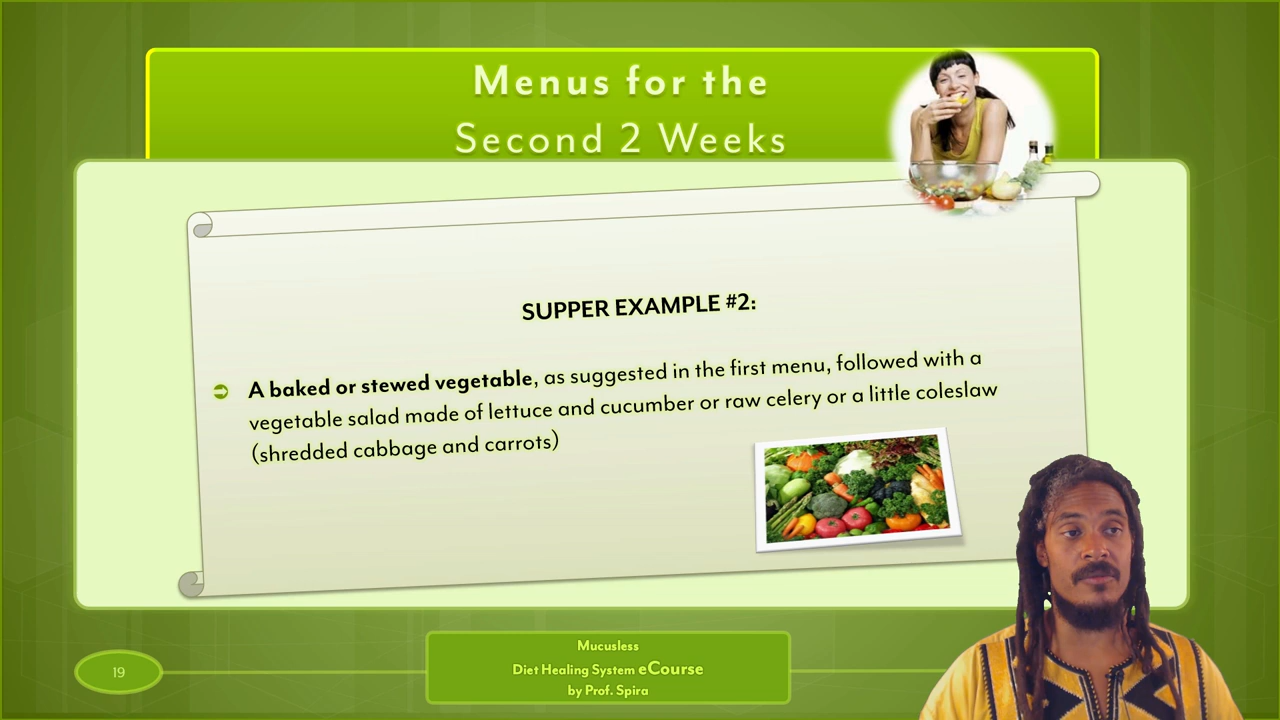 Menus for the
Second 2 Weeks
SUPPER EXAMPLE #2:
A baked or stewed vegetable, as suggested in the first menu, followed with a
vegetable salad made of lettuce and cucumber or raw celery or a little coleslaw
(shredded cabbage and carrots)
19
Mucusless
Diet Healing System eCourse
by Prof. Spira